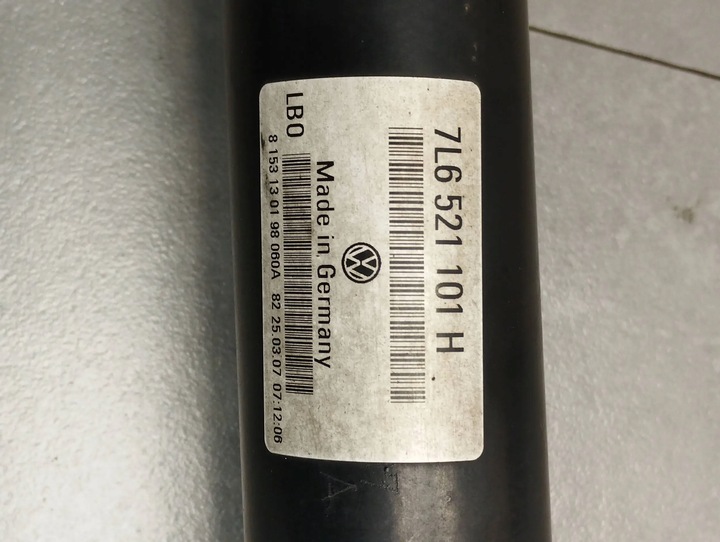 7L6 521 101 H
Made in Germany
LB0
8 153 13 01 98 060A 82 25.03.07 07:12:06